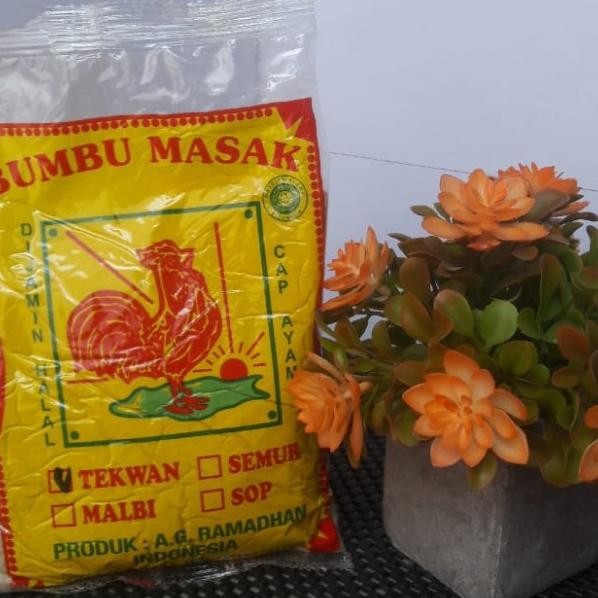 BUMBU MASAK
DIJAMIN HALAL
CAP AYAM
TEKWAN
SEMUR
MALBI
SOP
PRODUK : A.G. RAMADHAN
INDONESIA